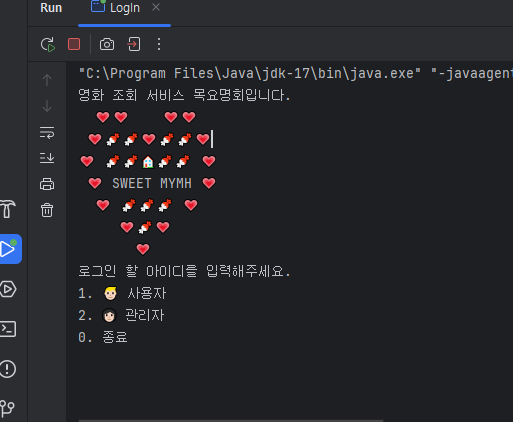 Run
LogIn
"C:\Program Files\Java\jdk-17\bin\java.exe" "-javaagent
영화 조회 서비스 목요명회입니다.
SWEET MYMH
로그인 할 아이디를 입력해주세요.
1. 사용자
2. 관리자
0. 종료